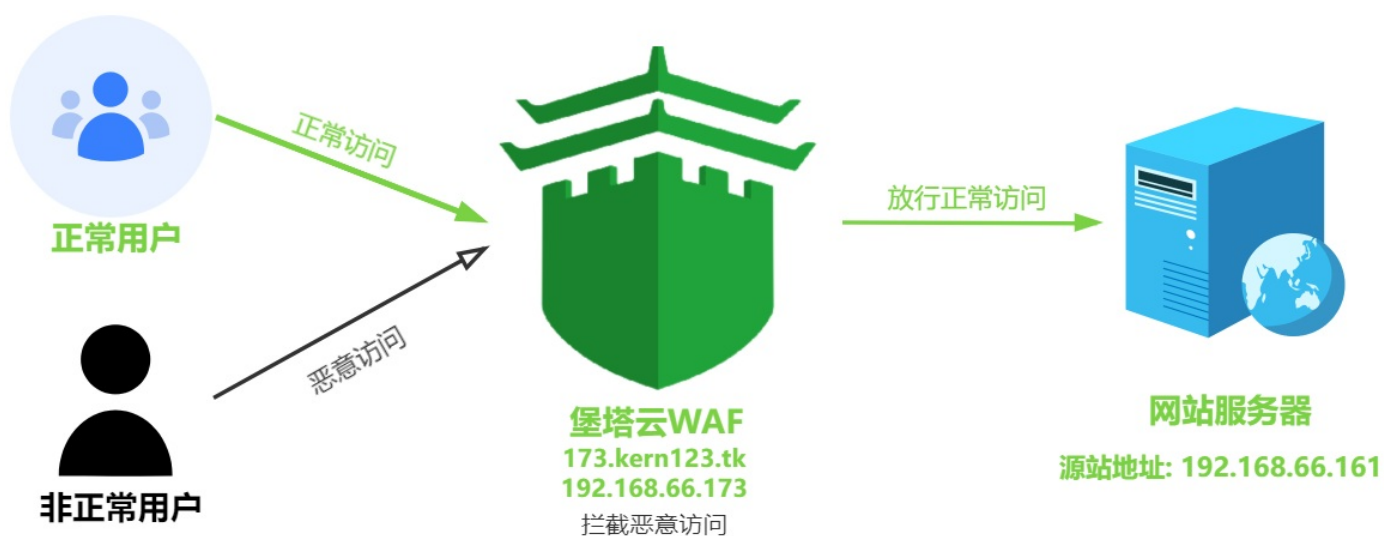 正常用户
正常访问
恶意访问
非正常用户
堡塔云WAF
173.kern123.tk
192.168.66.173
拦截恶意访问
放行正常访问
网站服务器
源站地址: 192.168.66.161